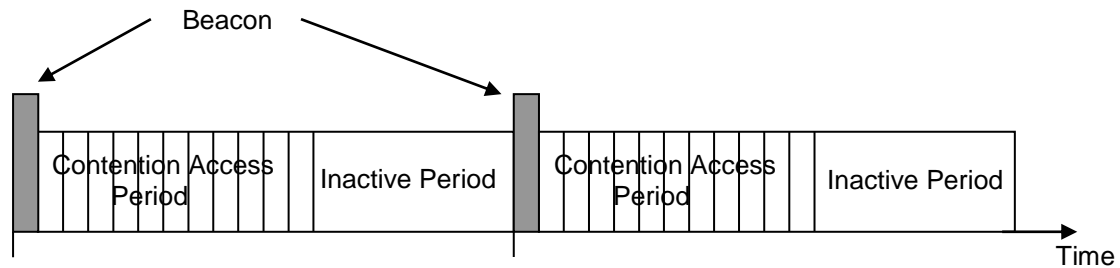 Beacon
Contention Access
Period
Inactive Period
Contention Access
Period
Inactive Period
Time